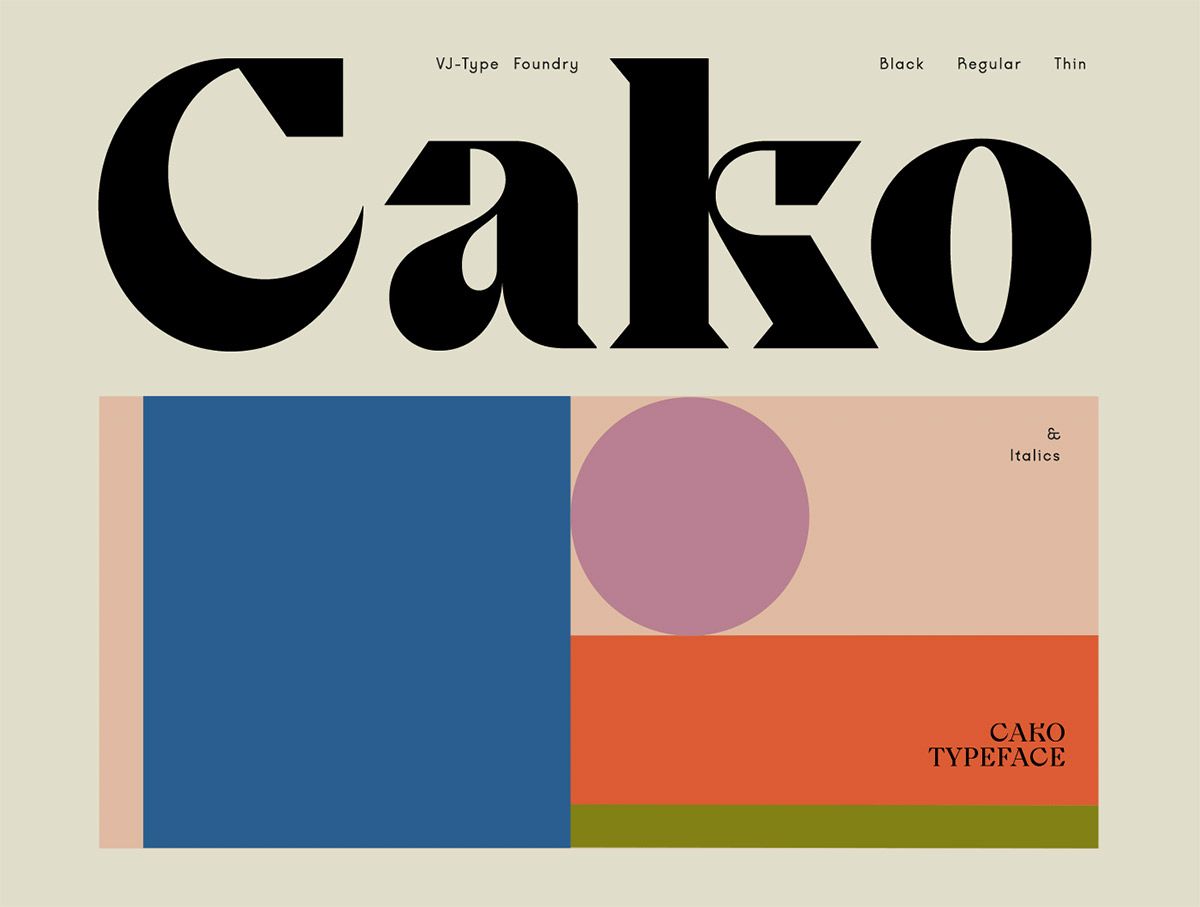 VJ-Type Foundry
Black Regular Thin
Cako
&
Italics
CAKO
TYPEFACE